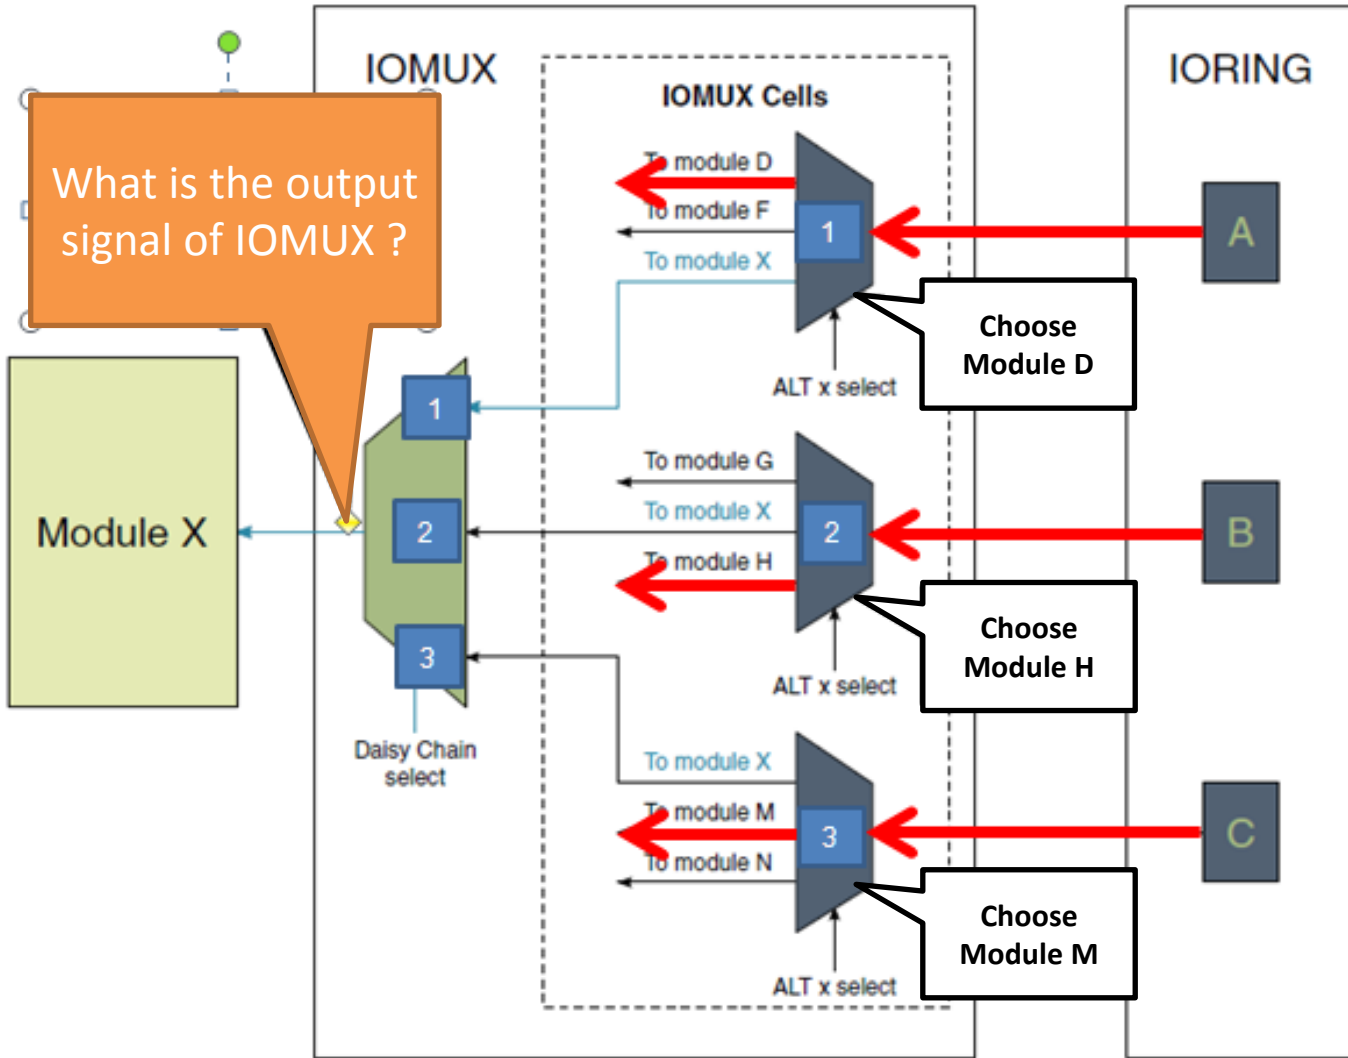 IOMUX
IORING
IOMUX Cells
What is the output
signal of IOMUX ?
To module D
To module F
To module X
1
A
Choose
Module D
ALT x select
1
To module G
To module X
To module H
2
B
2
Module X
Choose
Module H
ALT x select
3
Daisy Chain
select
To module X
To module M
To module N
3
C
Choose
Module M
ALT x select